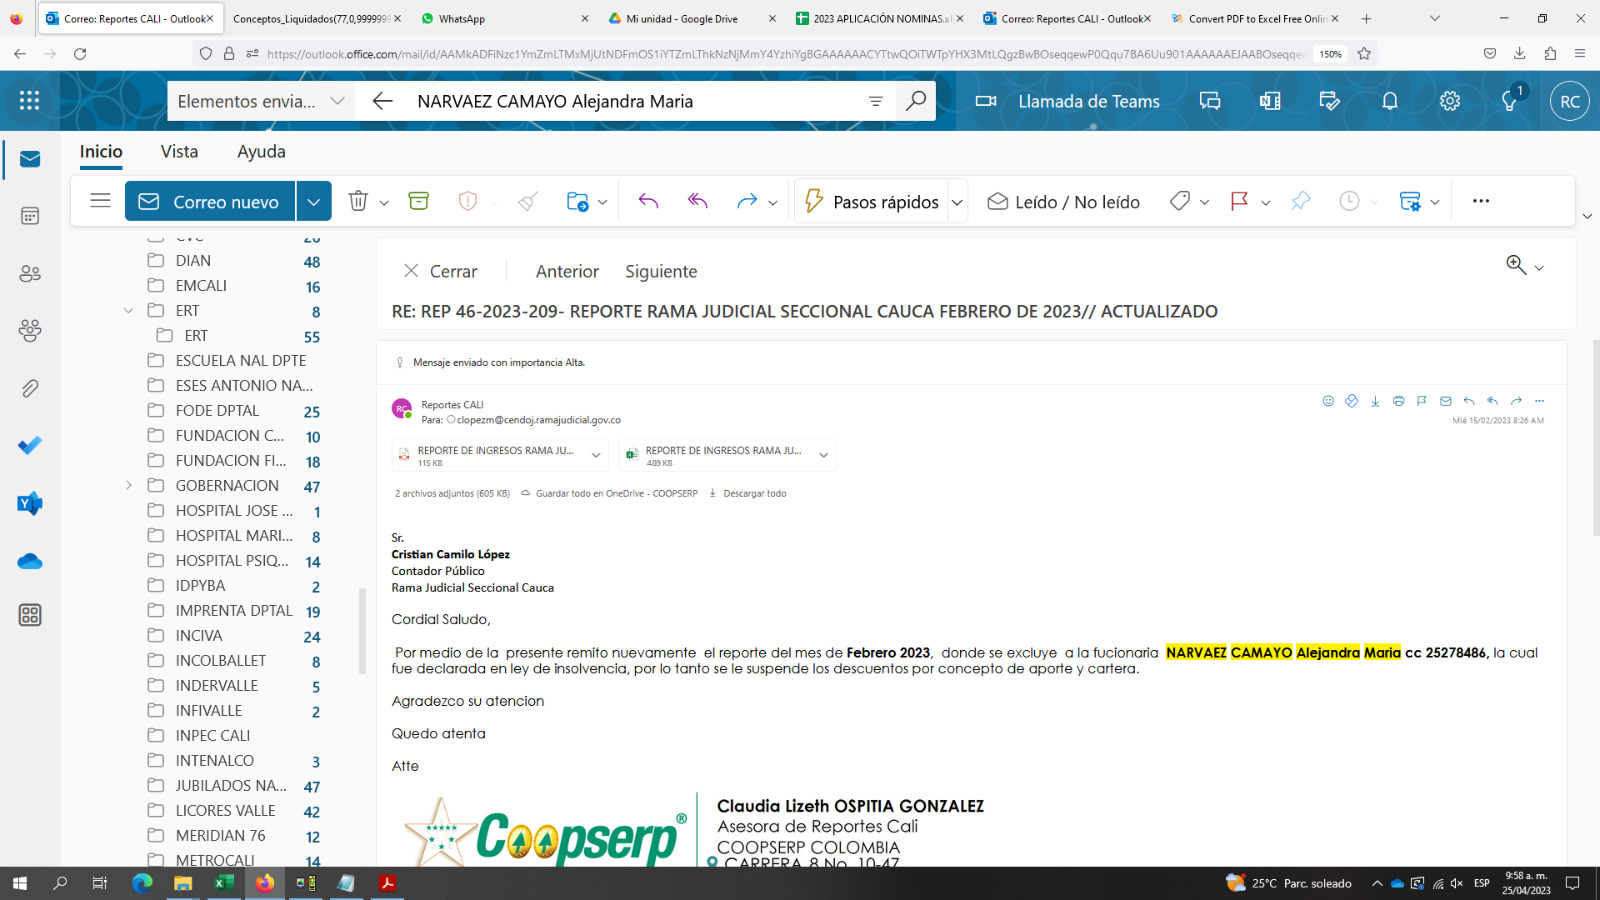 Correo: Reportes CALI - Outlook
Conceptos_Liquidados(77,0,9999999
WhatsApp
Mi unidad - Google Drive
2023 APLICACIÓN NOMINAS.x
Correo: Reportes CALI - Outlook
Convert PDF to Excel Free Onlin
150%
Elementos envia...
NARVAEZ CAMAYO Alejandra Maria
Llamada de Teams
1
RC
Inicio
Vista
Ayuda
Correo nuevo
Pasos rápidos
Leído / No leído
CVC 26
DIAN 48
EMCALI 16
ERT 8
ERT 55
ESCUELA NAL DPTE
ESES ANTONIO NA...
FODE DPTAL 25
FUNDACION C... 10
FUNDACION FI... 18
GOBERNACION 47
HOSPITAL JOSE ... 1
HOSPITAL MARI... 8
HOSPITAL PSIQ... 14
IDPYBA 2
IMPRENTA DPTAL 19
INCIVA 24
INCOLBALLET 8
INDERVALLE 5
INFIVALLE 2
INPEC CALI
INTENALCO 3
JUBILADOS NA... 47
LICORES VALLE 42
MERIDIAN 76 12
METROCALI 14
Cerrar
Anterior
Siguiente
RE: REP 46-2023-209- REPORTE RAMA JUDICIAL SECCIONAL CAUCA FEBRERO DE 2023// ACTUALIZADO
Mensaje enviado con importancia Alta.
RC
Reportes CALI
Para: clopezm@cendoj.ramajudicial.gov.co
Mié 15/02/2023 8:26 AM
REPORTE DE INGRESOS RAMA JU...
115 KB
REPORTE DE INGRESOS RAMA JU...
489 KB
2 archivos adjuntos (605 KB)
Guardar todo en OneDrive - COOPSERP
Descargar todo
Sr.
Cristian Camilo López
Contador Público
Rama Judicial Seccional Cauca
Cordial Saludo,
Por medio de la presente remito nuevamente el reporte del mes de Febrero 2023, donde se excluye a la fucionaria NARVAEZ CAMAYO Alejandra Maria cc 25278486, la cual
fue declarada en ley de insolvencia, por lo tanto se le suspende los descuentos por concepto de aporte y cartera.
Agradezco su atencion
Quedo atenta
Atte
Coopserp®
Claudia Lizeth OSPITIA GONZALEZ
Asesora de Reportes Cali
COOPSERP COLOMBIA
CARRERA 8 No. 10-47
25°C Parc. soleado
ESP
9:58 a. m.
25/04/2023